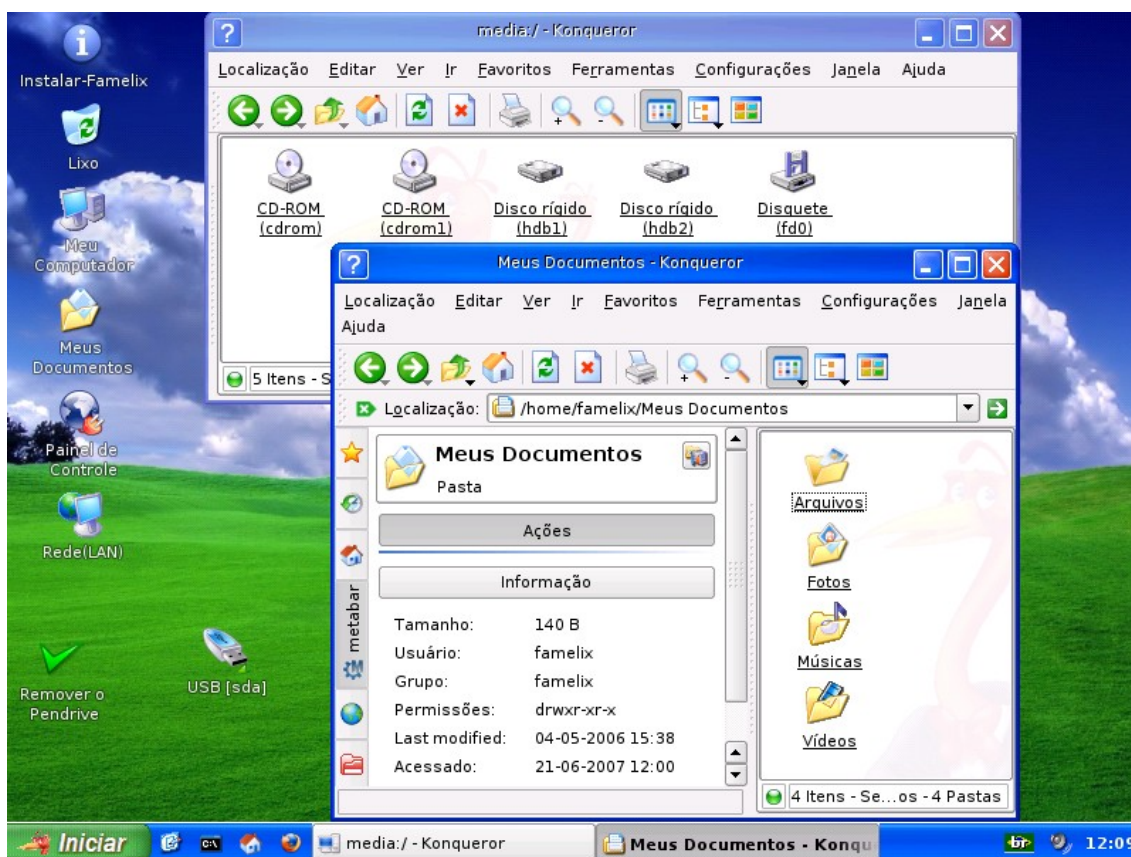 Instalar-Famelix
Lixo
Meu
Computador
Meus
Documentos
Painel de
Controle
Rede(LAN)
Remover o
Pendrive
USB [sda]
media:/ - Konqueror
Localização Editar Ver Ir Favoritos Ferramentas Configurações Janela Ajuda
CD-ROM
(cdrom)
CD-ROM
(cdrom1)
Disco rígido
(hdb1)
Disco rígido
(hdb2)
Disquete
(fd0)
5 Itens - S
Meus Documentos - Konqueror
Localização Editar Ver Ir Favoritos Ferramentas Configurações Janela
Ajuda
Localização: /home/famelix/Meus Documentos
metabar
Meus Documentos
Pasta
Ações
Informação
Tamanho: 140 B
Usuário: famelix
Grupo: famelix
Permissões: drwxr-xr-x
Last modified: 04-05-2006 15:38
Acessado: 21-06-2007 12:00
Arquivos
Fotos
Músicas
Vídeos
4 Itens - Se...os - 4 Pastas
Iniciar media:/ - Konqueror Meus Documentos - Konqu br 12:09